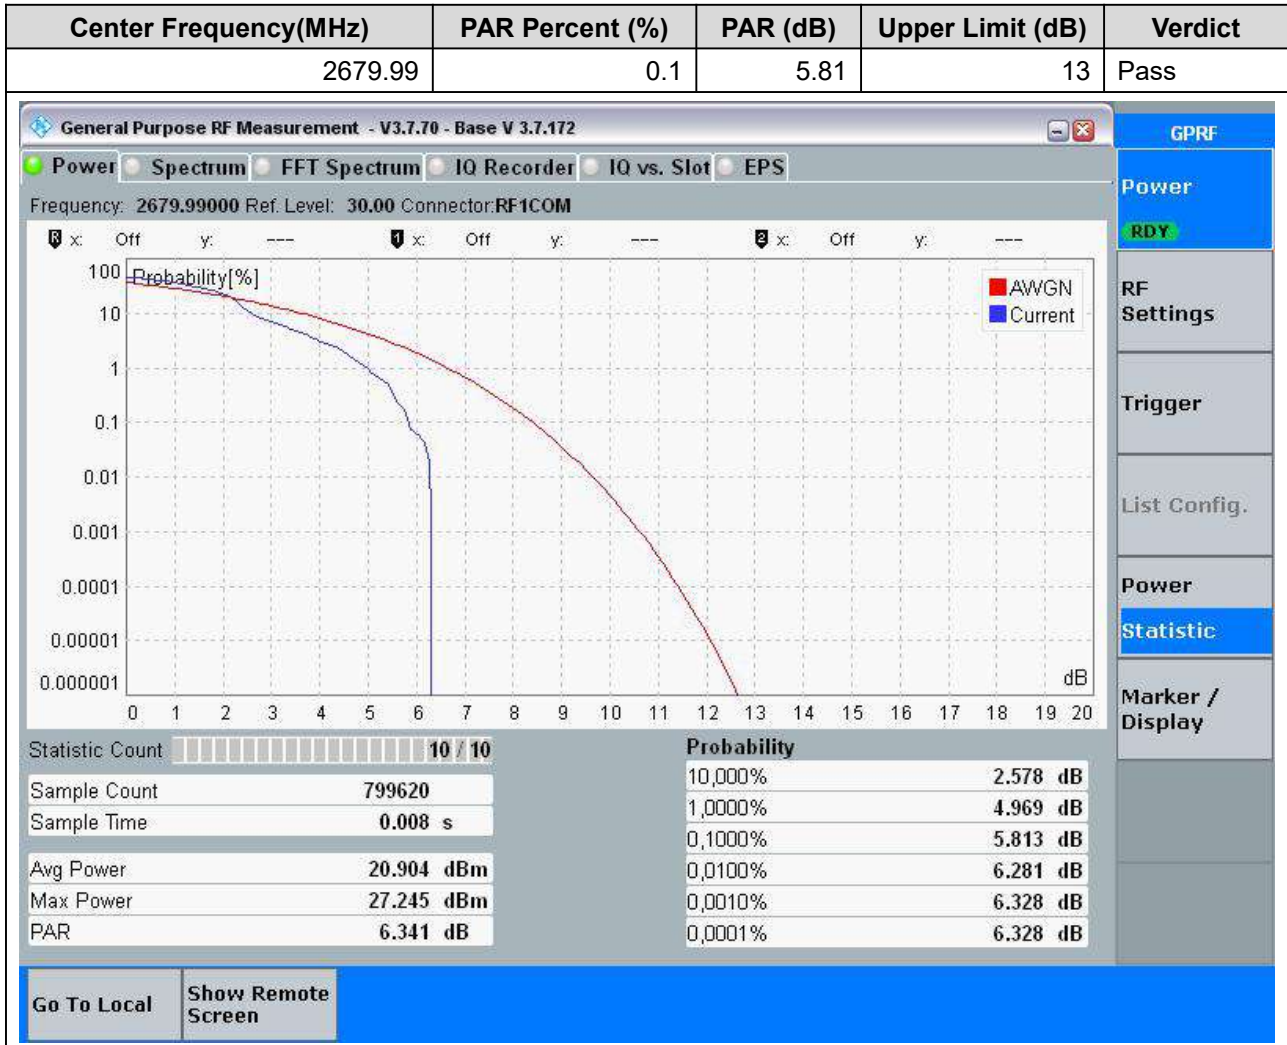 Center Frequency(MHz) PAR Percent (%) PAR (dB) Upper Limit (dB) Verdict
2679.99 0.1 5.81 13 Pass
General Purpose RF Measurement - V3.7.70 - Base V 3.7.172
GPRF
Power Spectrum FFT Spectrum IQ Recorder IQ vs. Slot EPS
Power
RDY
Frequency: 2679.99000 Ref. Level: 30.00 Connector:RF1COM
R x: Off y: --- 1 x: Off y: --- 2 x: Off y: ---
Probability[%]
AWGN
Current
100
10
1
0.1
0.01
0.001
0.0001
0.00001
0.000001
dB
0 1 2 3 4 5 6 7 8 9 10 11 12 13 14 15 16 17 18 19 20
RF
Settings
Trigger
List Config.
Power
Statistic
Marker /
Display
Statistic Count 10 / 10
Sample Count 799620
Sample Time 0.008 s
Avg Power 20.904 dBm
Max Power 27.245 dBm
PAR 6.341 dB
Probability
10,000% 2.578 dB
1,0000% 4.969 dB
0,1000% 5.813 dB
0,0100% 6.281 dB
0,0010% 6.328 dB
0,0001% 6.328 dB
Go To Local
Show Remote
Screen